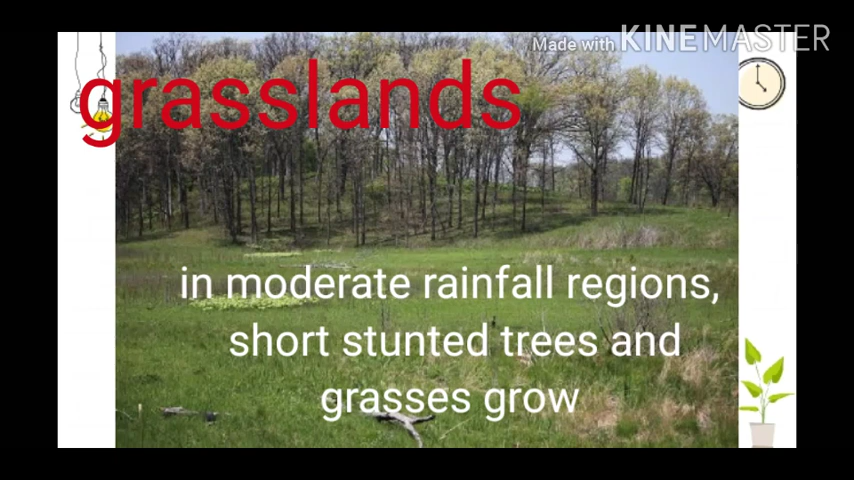 Made with KINEMASTER
grasslands
in moderate rainfall regions,
short stunted trees and
grasses grow